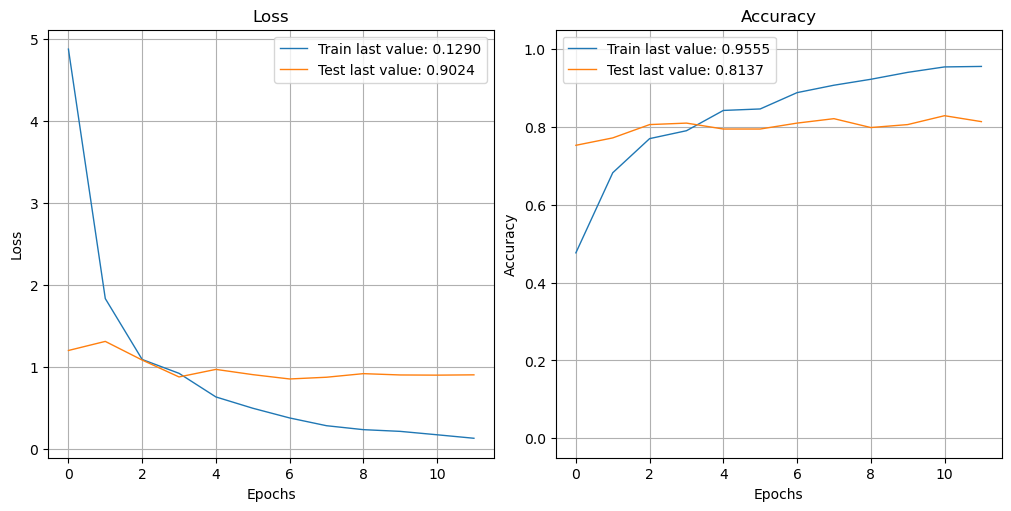 Loss
Train last value: 0.1290
Test last value: 0.9024
5
4
3
2
1
0
Loss
0 2 4 6 8 10
Epochs
Accuracy
Train last value: 0.9555
Test last value: 0.8137
1.0
0.8
0.6
0.4
0.2
0.0
Accuracy
0 2 4 6 8 10
Epochs